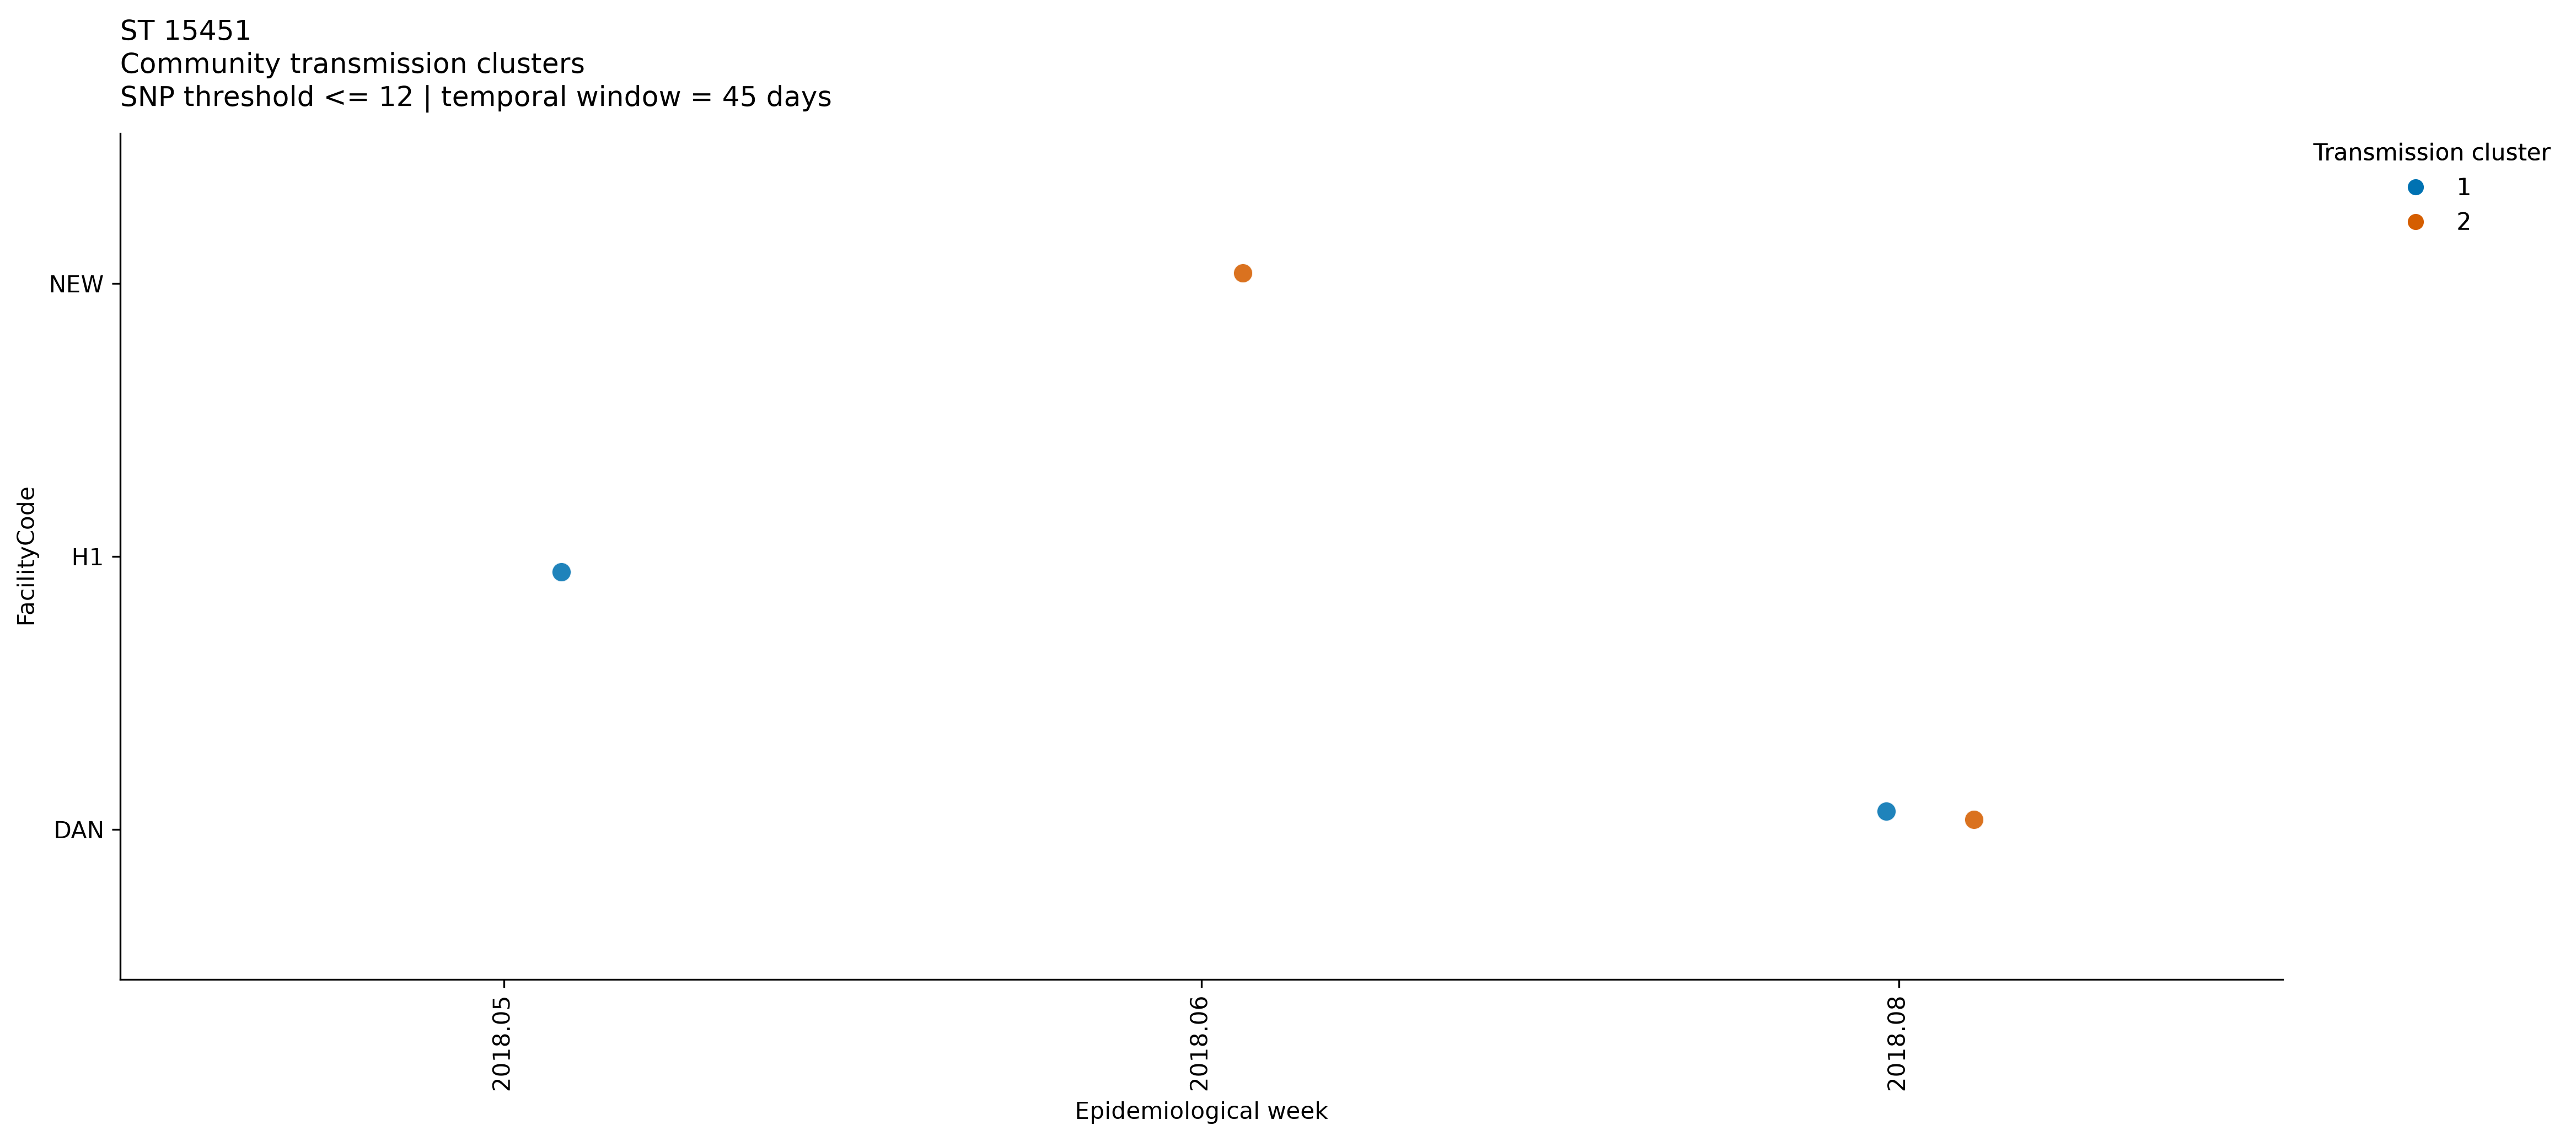 ST 15451
Community transmission clusters
SNP threshold <= 12 | temporal window = 45 days
Transmission cluster
1
2
NEW
H1
DAN
FacilityCode
2018.05
2018.06
2018.08
Epidemiological week